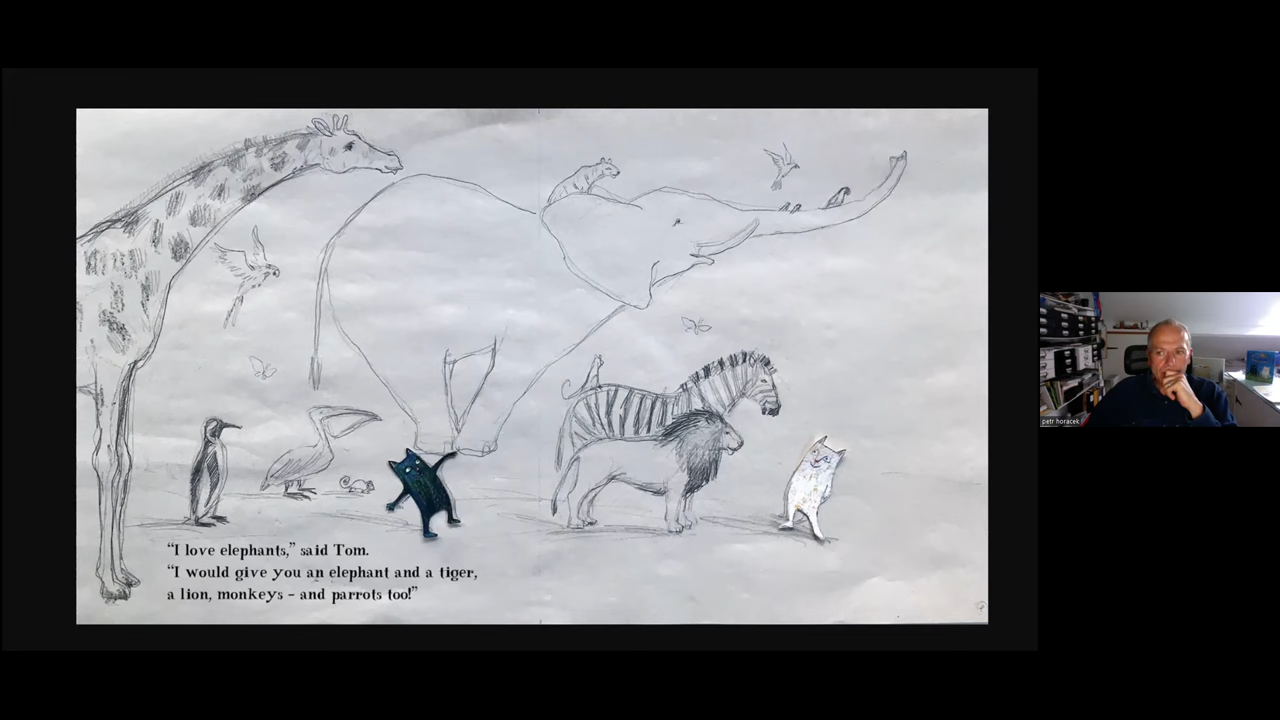 “I love elephants,” said Tom.
“I would give you an elephant and a tiger,
a lion, monkeys – and parrots too!”
petr horacek